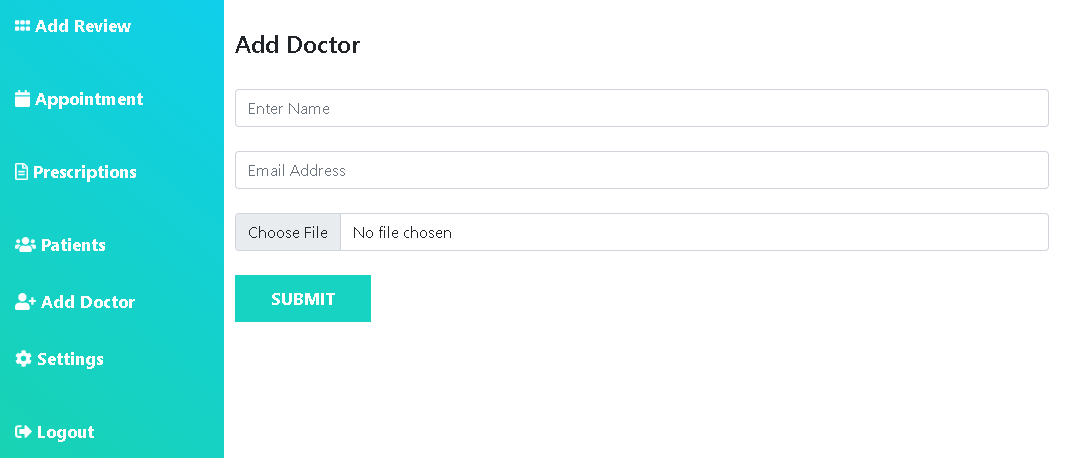 Add Review
Appointment
Prescriptions
Patients
Add Doctor
Settings
Logout
Add Doctor
Enter Name
Email Address
Choose File No file chosen
SUBMIT